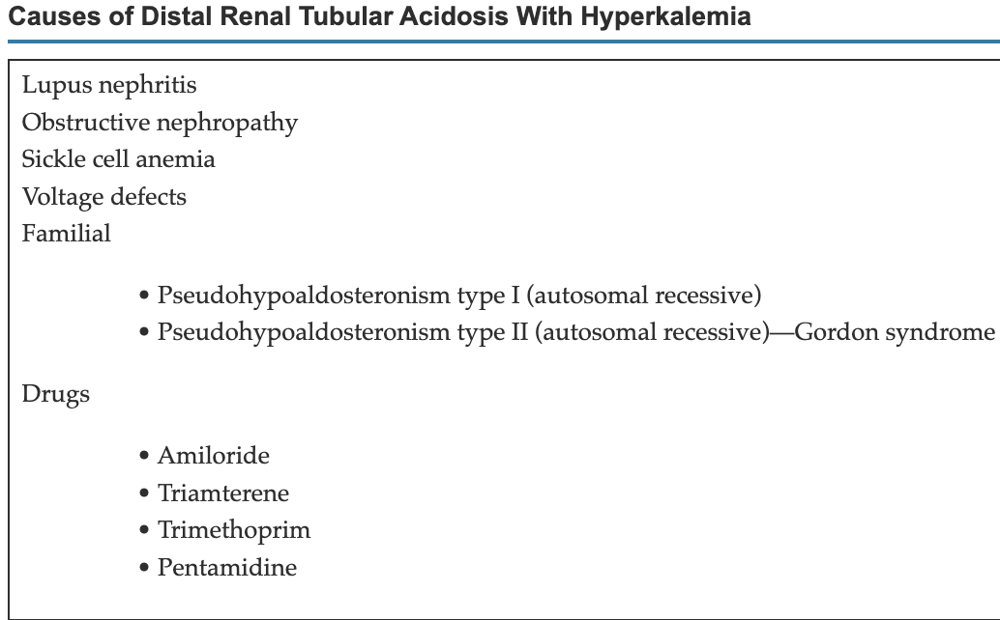 Causes of Distal Renal Tubular Acidosis With Hyperkalemia
Lupus nephritis
Obstructive nephropathy
Sickle cell anemia
Voltage defects
Familial
• Pseudohypoaldosteronism type I (autosomal recessive)
• Pseudohypoaldosteronism type II (autosomal recessive)—Gordon syndrome
Drugs
• Amiloride
• Triamterene
• Trimethoprim
• Pentamidine